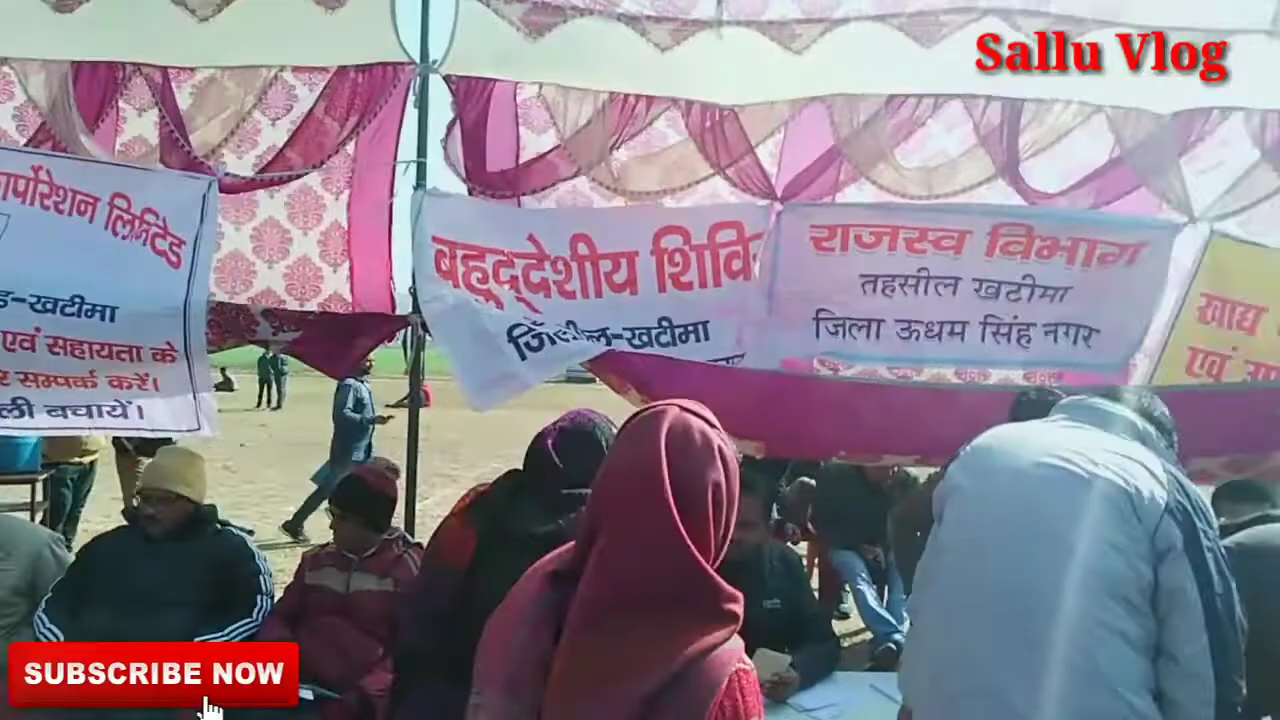 Sallu Vlog
कार्पोरेशन लिमिटेड
खटीमा
एवं सहायता के
सम्पर्क करें।
बचायें।
बहुद्देशीय
खटीमा
राजस्व विभाग
तहसील खटीमा
जिला ऊधम सिंह नगर
खाद्य
एवं
SUBSCRIBE NOW